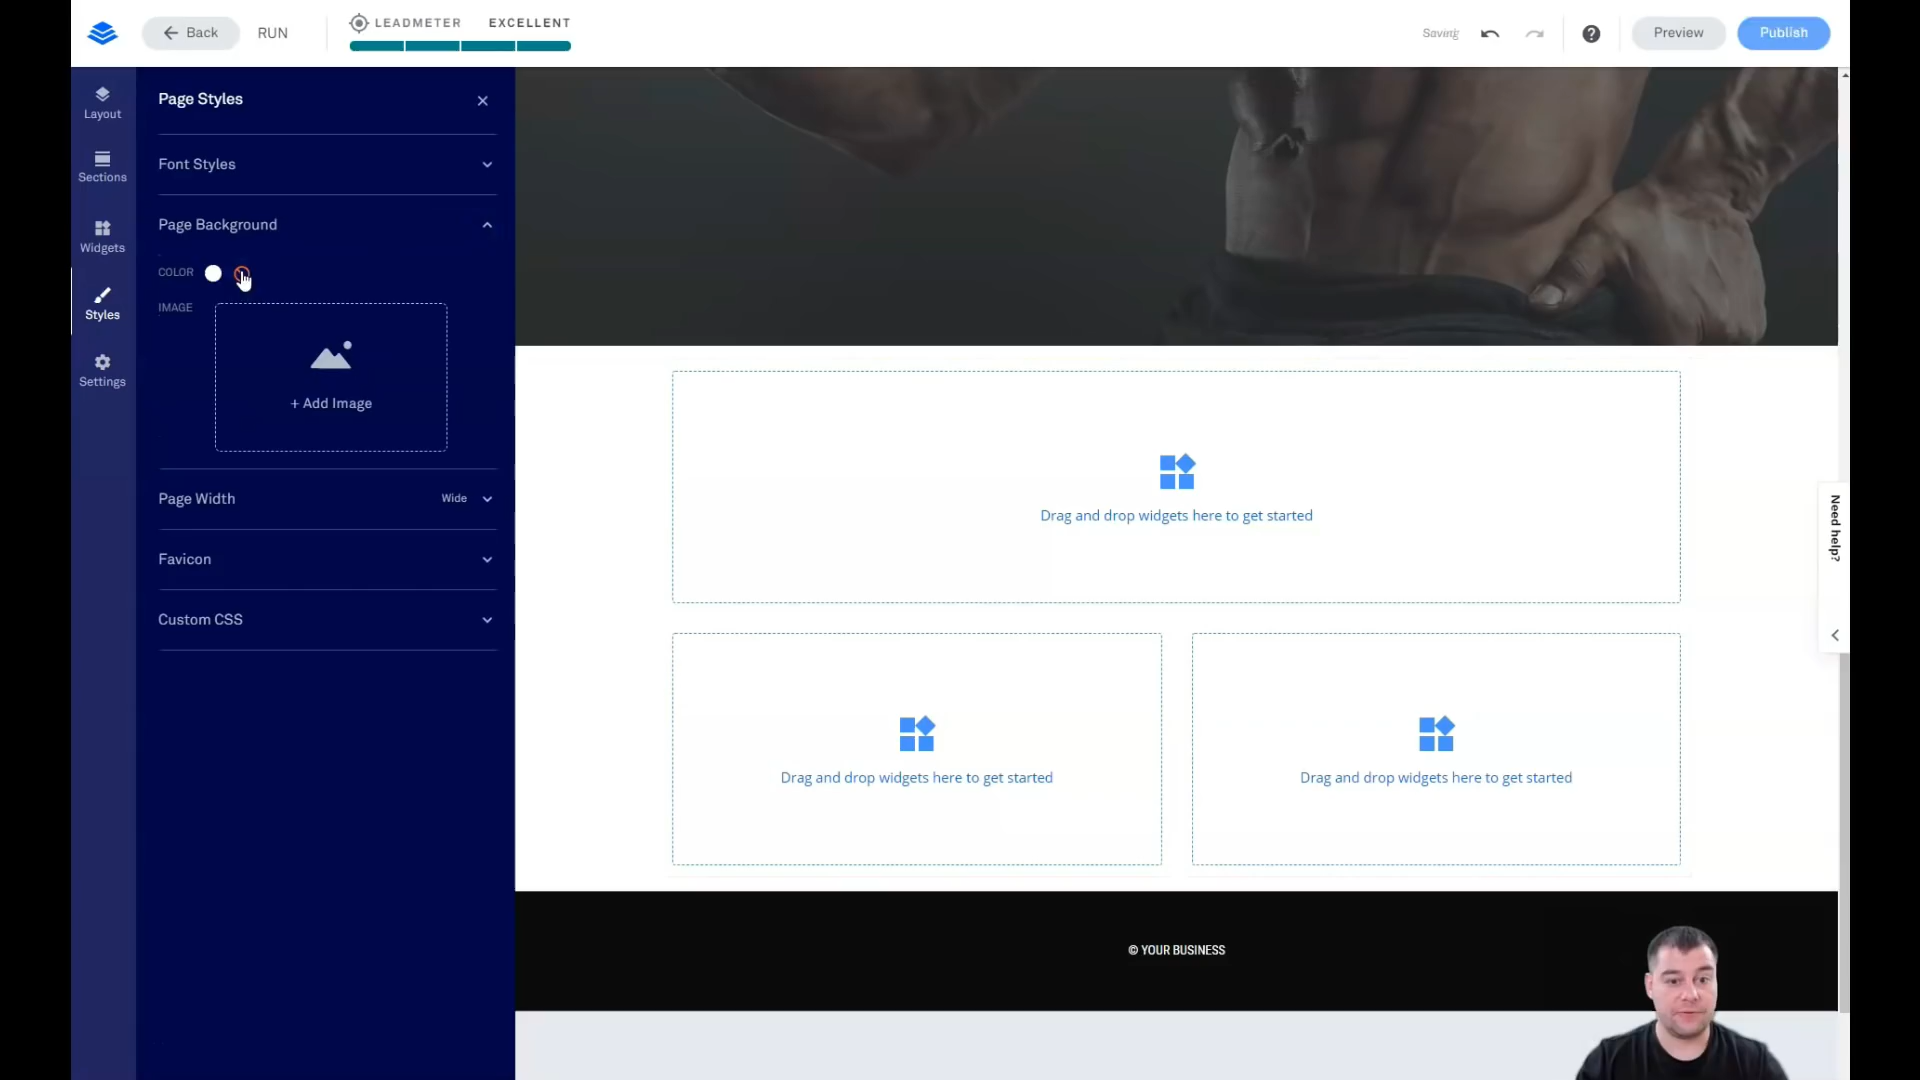 Back
RUN
LEADMETER EXCELLENT
Saving
Preview
Publish
Layout
Sections
Widgets
Styles
Settings
Page Styles
Font Styles
Page Background
COLOR
IMAGE
+ Add Image
Page Width Wide
Favicon
Custom CSS
Drag and drop widgets here to get started
Drag and drop widgets here to get started
Drag and drop widgets here to get started
© YOUR BUSINESS
Need help?